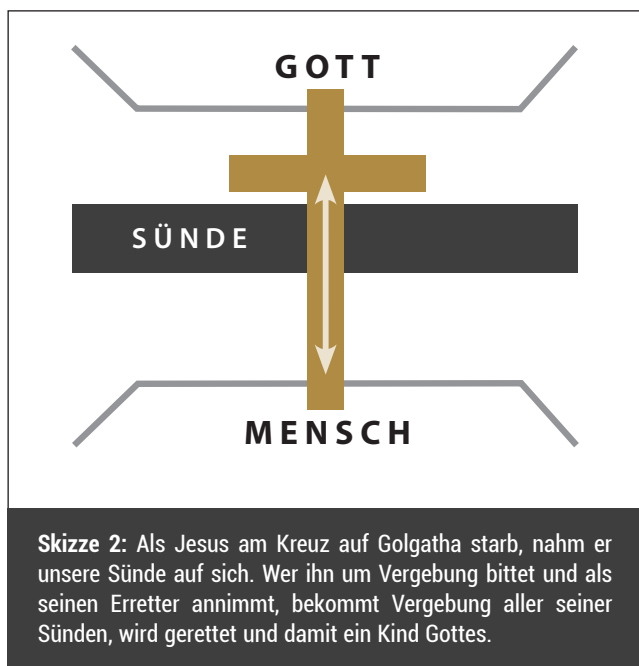 GOTT
SÜNDE
MENSCH
Skizze 2: Als Jesus am Kreuz auf Golgatha starb, nahm er
unsere Sünde auf sich. Wer ihn um Vergebung bittet und als
seinen Erretter annimmt, bekommt Vergebung aller seiner
Sünden, wird gerettet und damit ein Kind Gottes.